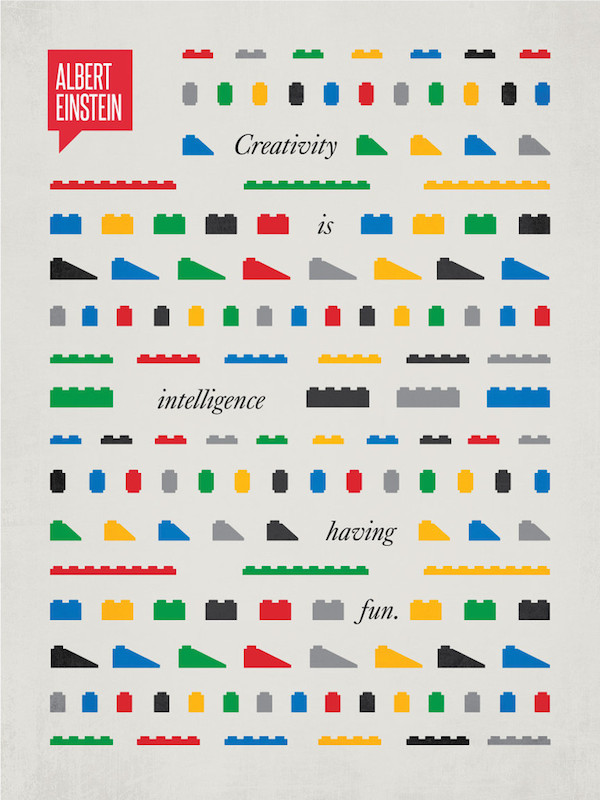 ALBERT
EINSTEIN
Creativity
is
intelligence
having
fun.